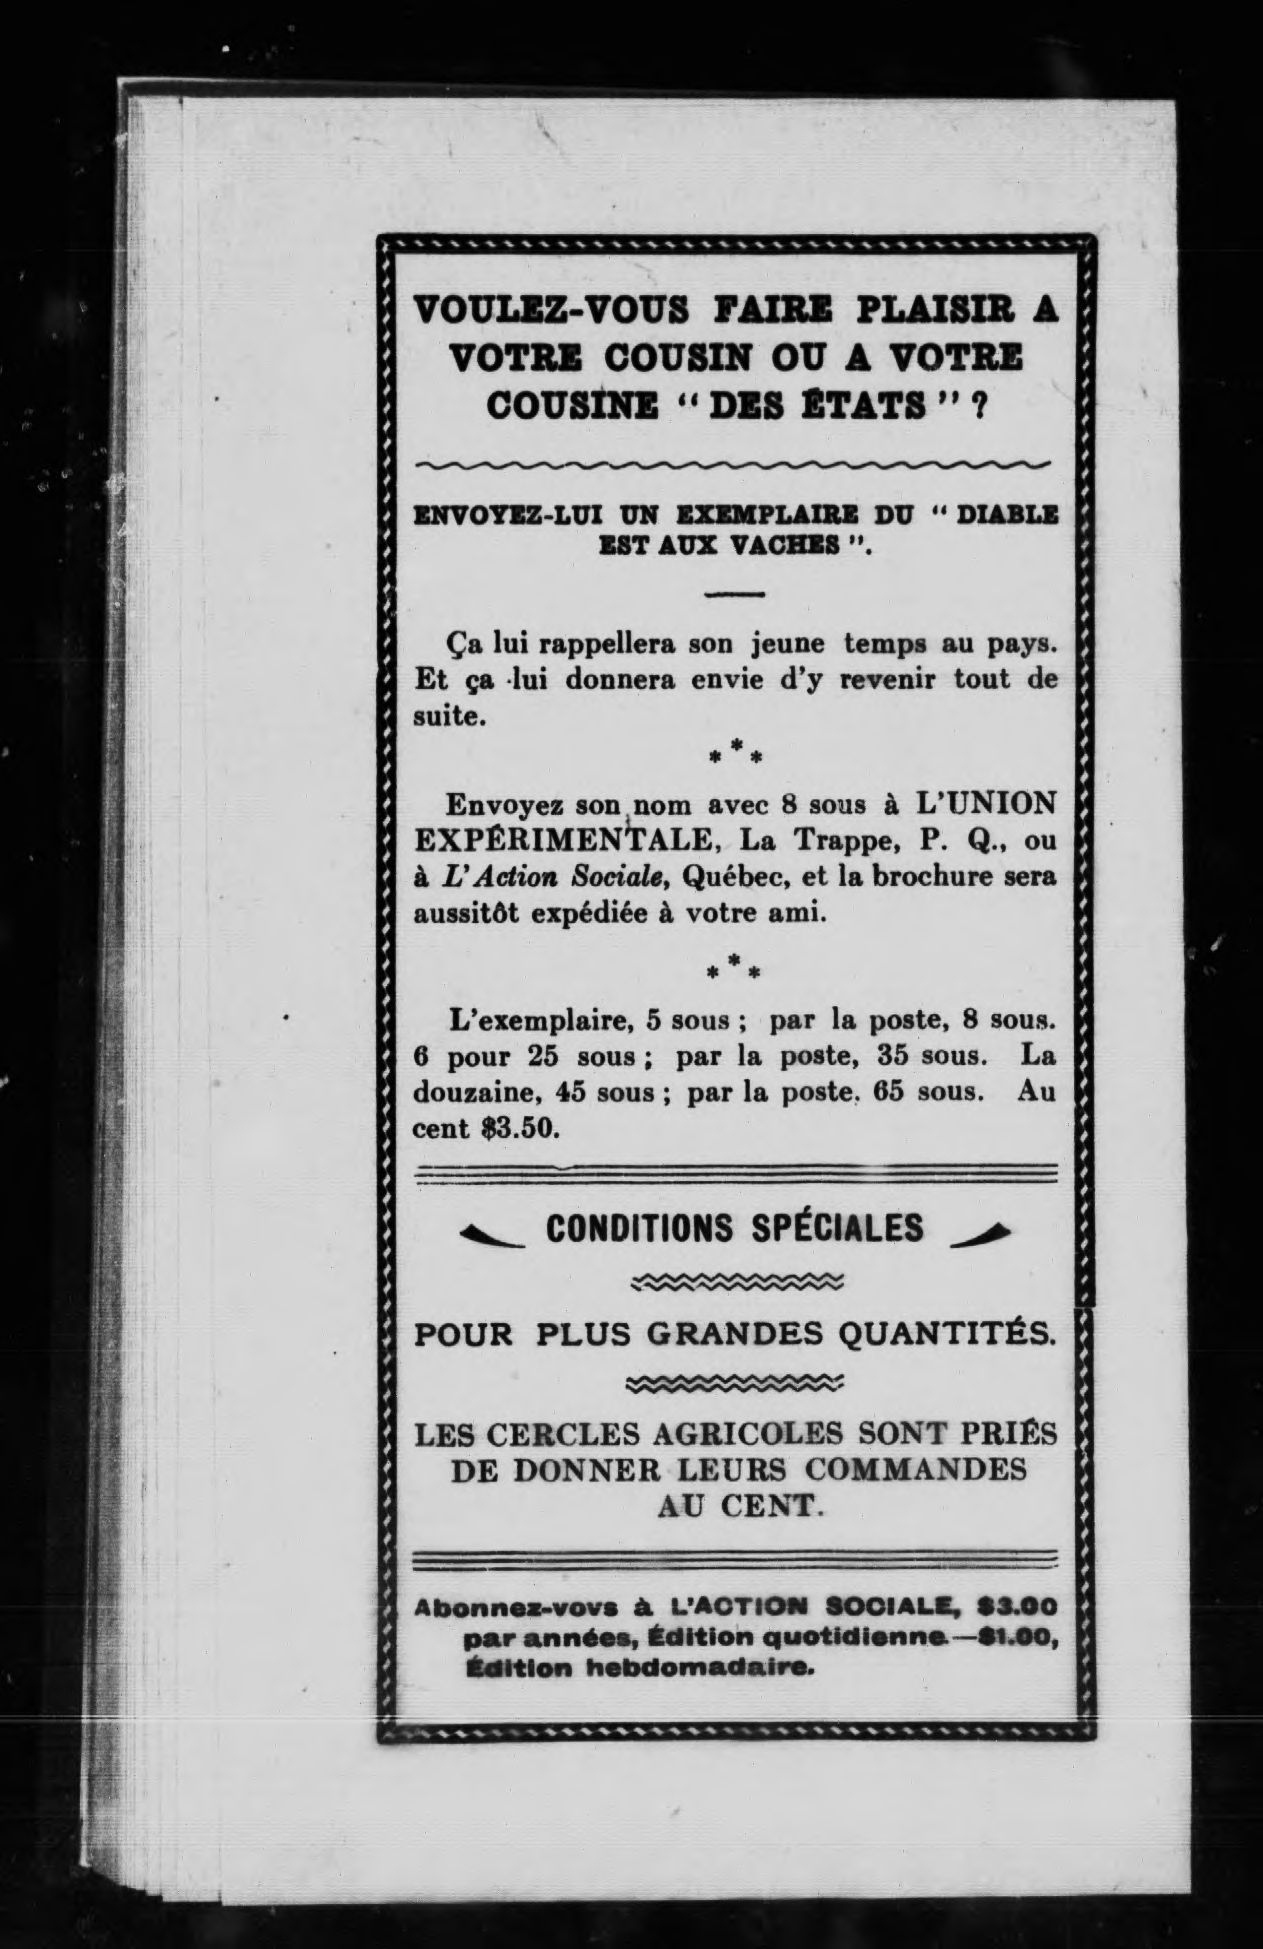 VOULEZ-VOUS FAIRE PLAISIR A
VOTRE COUSIN OU A VOTRE
COUSINE “ DES ÉTATS ” ?
ENVOYEZ-LUI UN EXEMPLAIRE DU “ DIABLE
EST AUX VACHES ”.
Ça lui rappellera son jeune temps au pays.
Et ça lui donnera envie d’y revenir tout de
suite.
* * *
Envoyez son nom avec 8 sous à L’UNION
EXPÉRIMENTALE, La Trappe, P. Q., ou
à L’Action Sociale, Québec, et la brochure sera
aussitôt expédiée à votre ami.
* * *
L’exemplaire, 5 sous ; par la poste, 8 sous.
6 pour 25 sous ; par la poste, 35 sous. La
douzaine, 45 sous ; par la poste, 65 sous. Au
cent $3.50.
CONDITIONS SPÉCIALES
POUR PLUS GRANDES QUANTITÉS.
LES CERCLES AGRICOLES SONT PRIÉS
DE DONNER LEURS COMMANDES
AU CENT.
Abonnez-vovs à L’ACTION SOCIALE, $3.00
par années, Édition quotidienne.—$1.00,
Édition hebdomadaire.